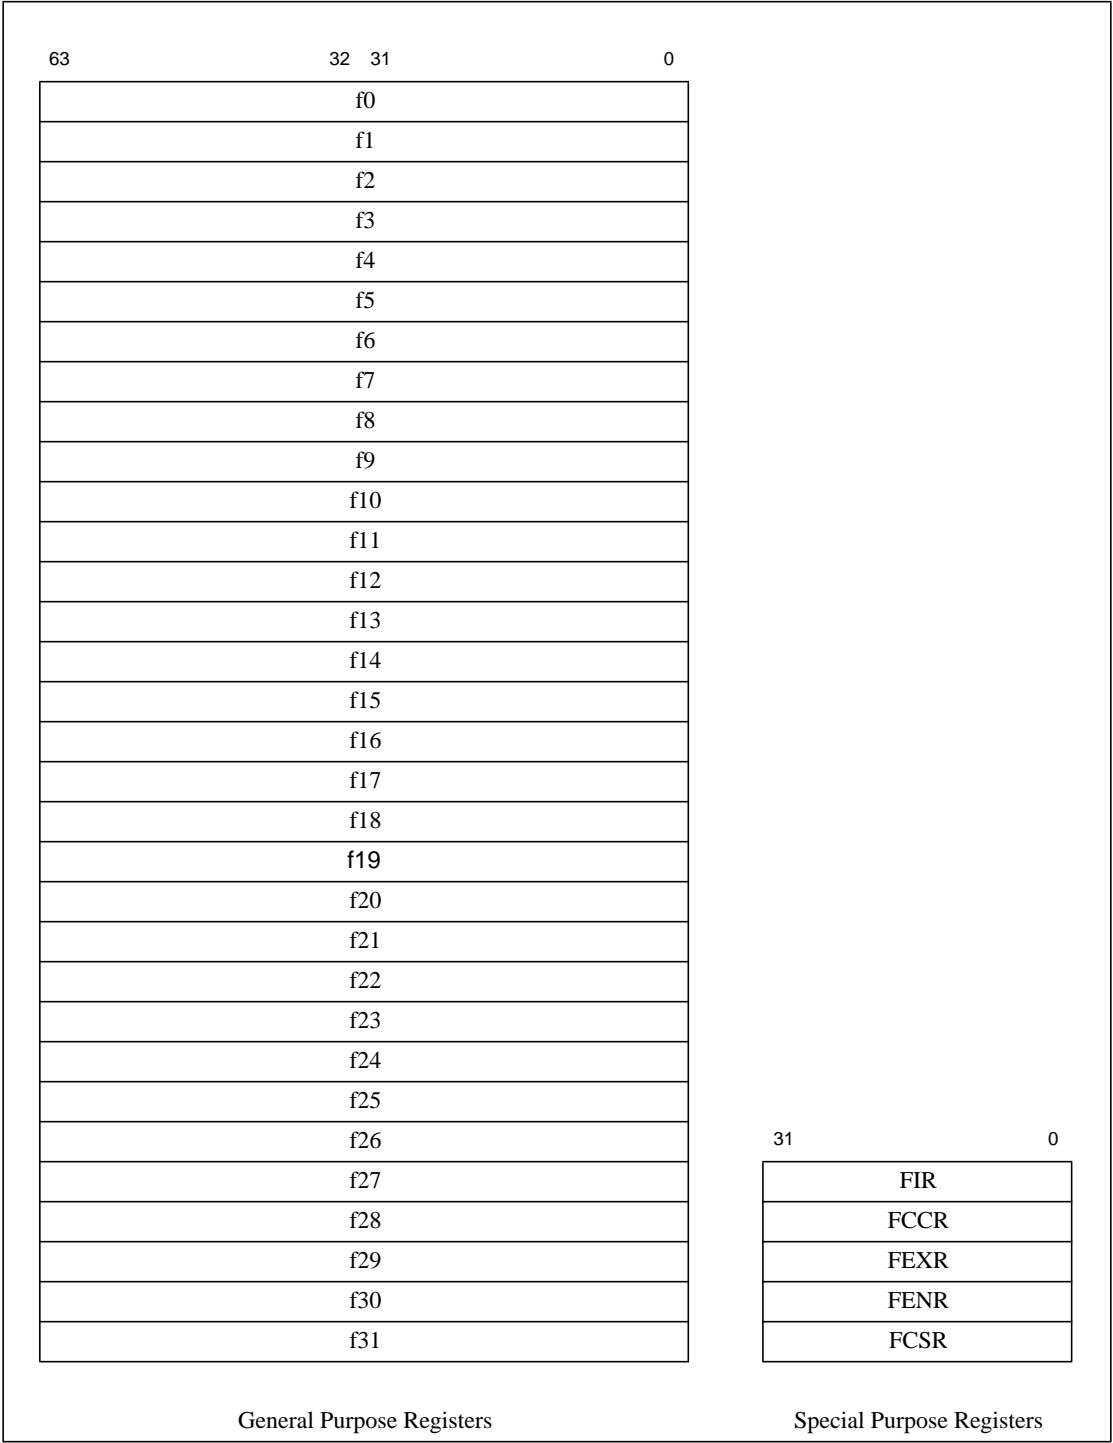 63 32 31 0
f0
f1
f2
f3
f4
f5
f6
f7
f8
f9
f10
f11
f12
f13
f14
f15
f16
f17
f18
f19
f20
f21
f22
f23
f24
f25
f26
f27
f28
f29
f30
f31
General Purpose Registers
31 0
FIR
FCCR
FEXR
FENR
FCSR
Special Purpose Registers